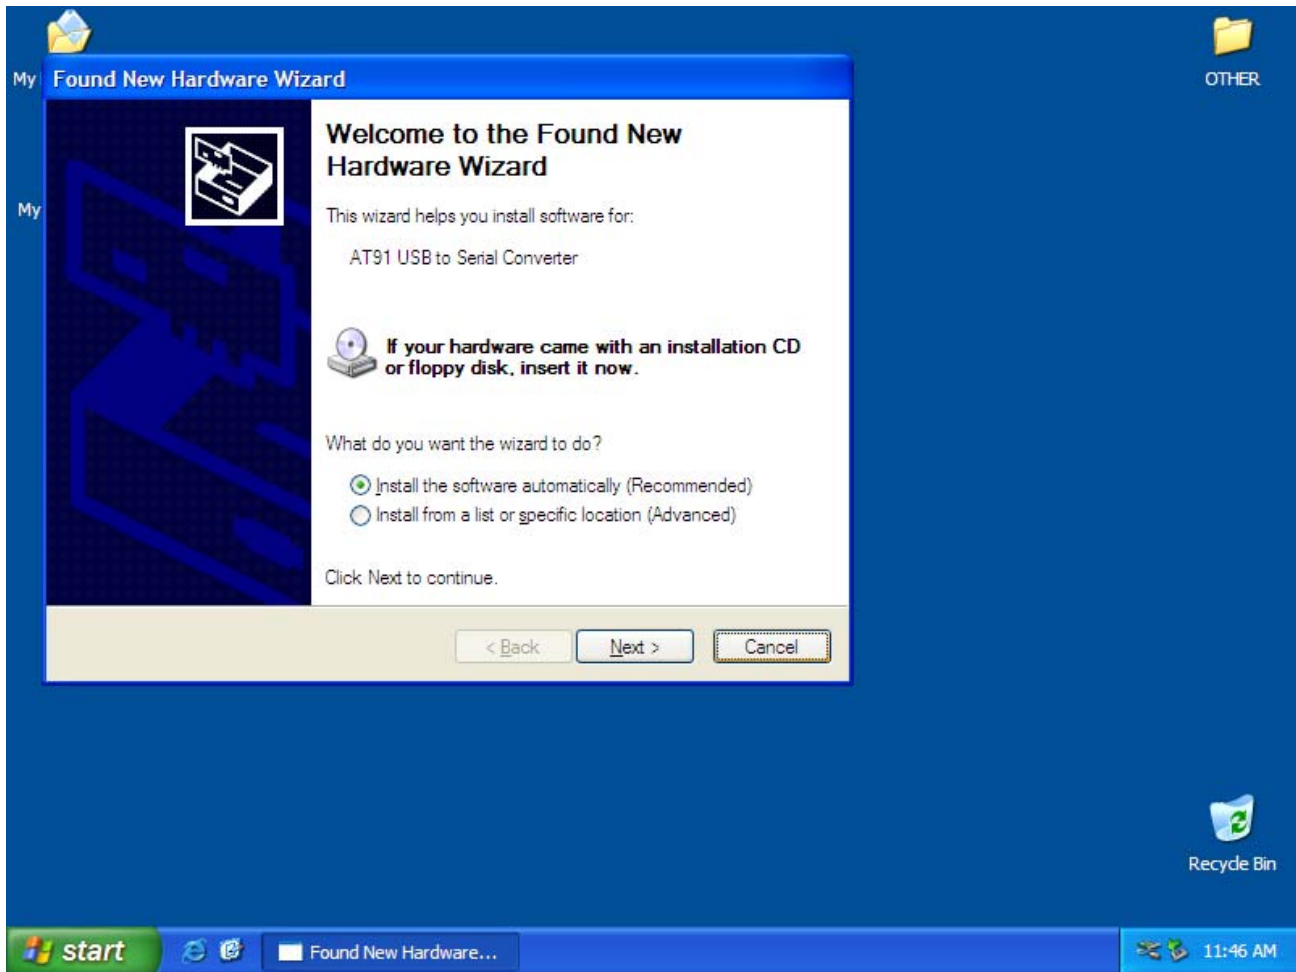 My
Found New Hardware Wizard
OTHER
Welcome to the Found New
Hardware Wizard
This wizard helps you install software for:
My
AT91 USB to Serial Converter
If your hardware came with an installation CD
or floppy disk, insert it now.
What do you want the wizard to do?
Install the software automatically (Recommended)
Install from a list or specific location (Advanced)
Click Next to continue.
< Back
Next >
Cancel
Recycle Bin
start
Found New Hardware...
11:46 AM